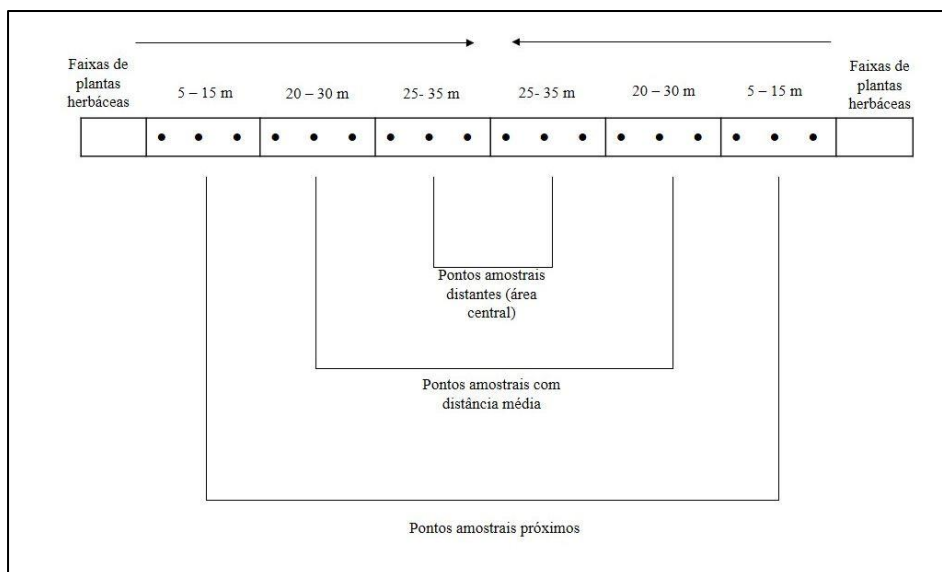 Faixas de
plantas
herbáceas
5 – 15 m
20 – 30 m
25- 35 m
25- 35 m
20 – 30 m
5 – 15 m
Faixas de
plantas
herbáceas
Pontos amostrais
distantes (área
central)
Pontos amostrais com
distância média
Pontos amostrais próximos